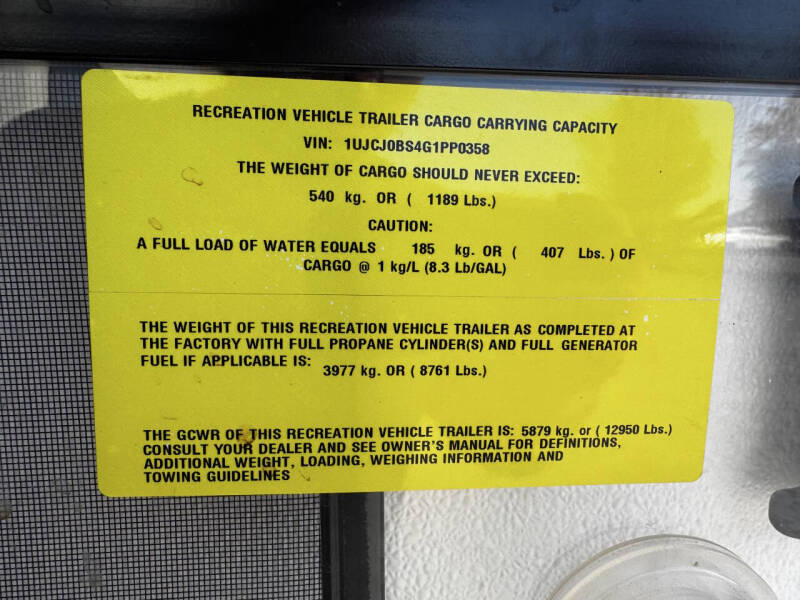 RECREATION VEHICLE TRAILER CARGO CARRYING CAPACITY
VIN: 1UJCJ0BS4G1PP0358
THE WEIGHT OF CARGO SHOULD NEVER EXCEED:
540 kg. OR ( 1189 Lbs.)
CAUTION:
A FULL LOAD OF WATER EQUALS 185 kg. OR ( 407 Lbs. ) OF
CARGO @ 1 kg/L (8.3 Lb/GAL)
THE WEIGHT OF THIS RECREATION VEHICLE TRAILER AS COMPLETED AT
THE FACTORY WITH FULL PROPANE CYLINDER(S) AND FULL GENERATOR
FUEL IF APPLICABLE IS: 3977 kg. OR ( 8761 Lbs.)
THE GCWR OF THIS RECREATION VEHICLE TRAILER IS: 5879 kg. or ( 12950 Lbs.)
CONSULT YOUR DEALER AND SEE OWNER'S MANUAL FOR DEFINITIONS,
ADDITIONAL WEIGHT, LOADING, WEIGHING INFORMATION AND
TOWING GUIDELINES